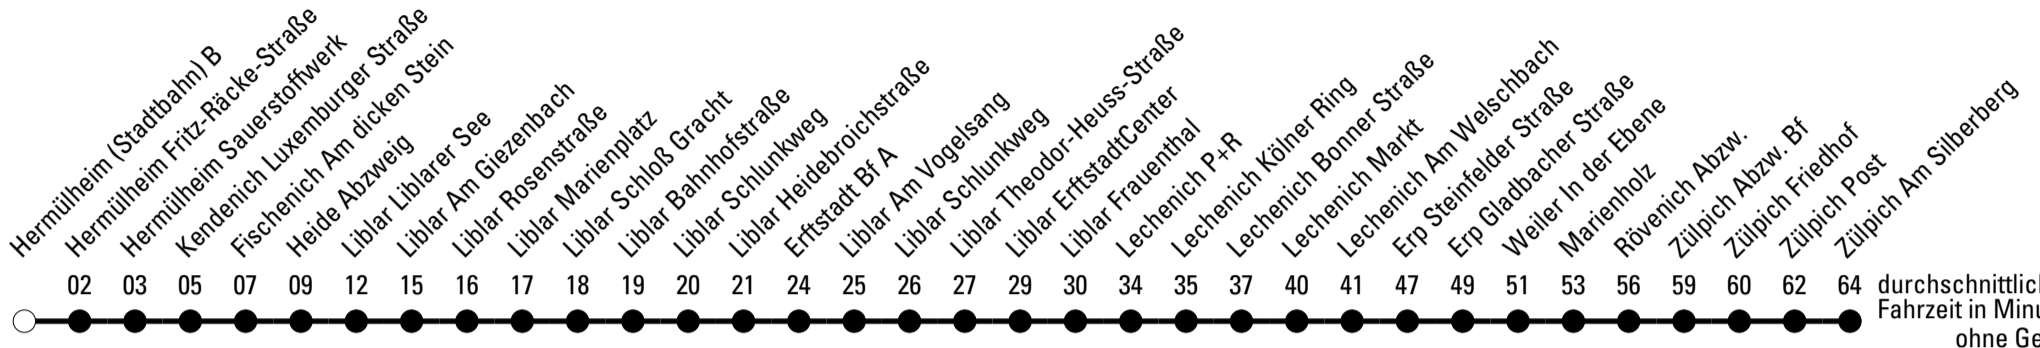 Hermülheim (Stadtbahn) B
Hermülheim Fritz-Räcke-Straße
Hermülheim Sauerstoffwerk
Kendenich Luxemburger Straße
Fischenich Am dicken Stein
Heide Abzweig
Liblar Liblarer See
Liblar Am Giezenbach
Liblar Rosenstraße
Liblar Marienplatz
Liblar Schloß Gracht
Liblar Bahnhofstraße
Liblar Schlunkweg
Liblar Heidebroichstraße
Erftstadt Bf A
Liblar Am Vogelsang
Liblar Schlunkweg
Liblar Theodor-Heuss-Straße
Liblar ErftstadtCenter
Liblar Frauenthal
Lechenich P+R
Lechenich Kölner Ring
Lechenich Bonner Straße
Lechenich Markt
Lechenich Am Welschbach
Erp Steinfelder Straße
Erp Gladbacher Straße
Weiler In der Ebene
Marienholz
Rövenich Abzw.
Zülpich Abzw. Bf
Zülpich Friedhof
Zülpich Post
Zülpich Am Silberberg
02 03 05 07 09 12 15 16 17 18 19 20 21 24 25 26 27 29 30 34 35 37 40 41 47 49 51 53 56 59 60 62 64 durchschnittlich
Fahrzeit in Minu
ohne Ge